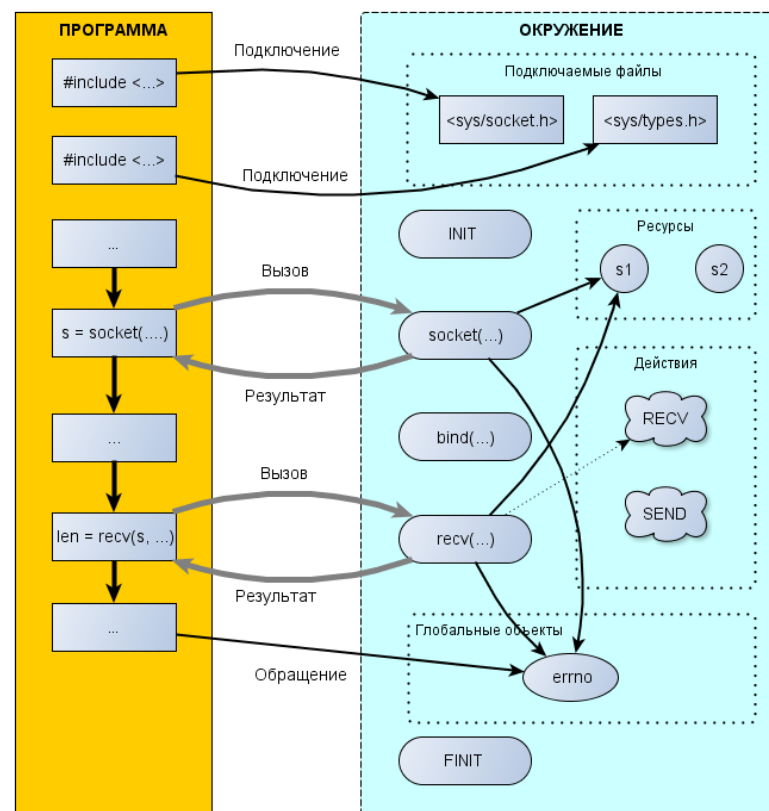 ПРОГРАММА
ОКРУЖЕНИЕ
Подключение
Подключаемые файлы
#include <...>
<sys/socket.h>
<sys/types.h>
#include <...>
Подключение
...
INIT
Ресурсы
s1
s2
Вызов
s = socket(....)
socket(...)
Результат
Действия
RECV
...
bind(...)
Вызов
SEND
len = recv(s, ...)
recv(...)
Результат
...
Глобальные объекты
Обращение
errno
FINIT